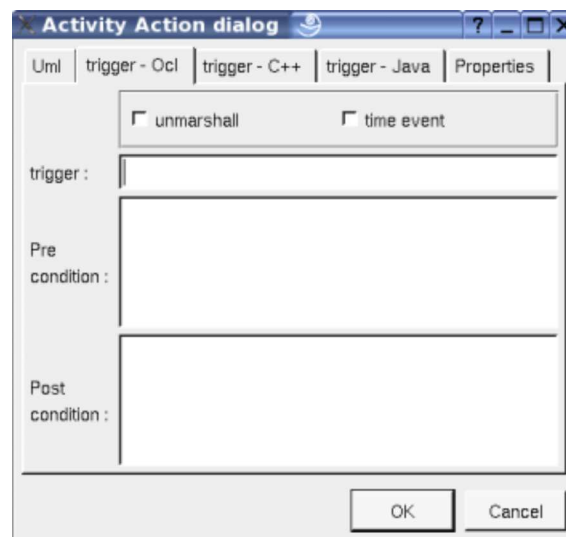 Activity Action dialog ? _ □ X
Uml trigger - Ocl trigger - C++ trigger - Java Properties
unmarshall time event
trigger :
Pre
condition :
Post
condition :
OK Cancel